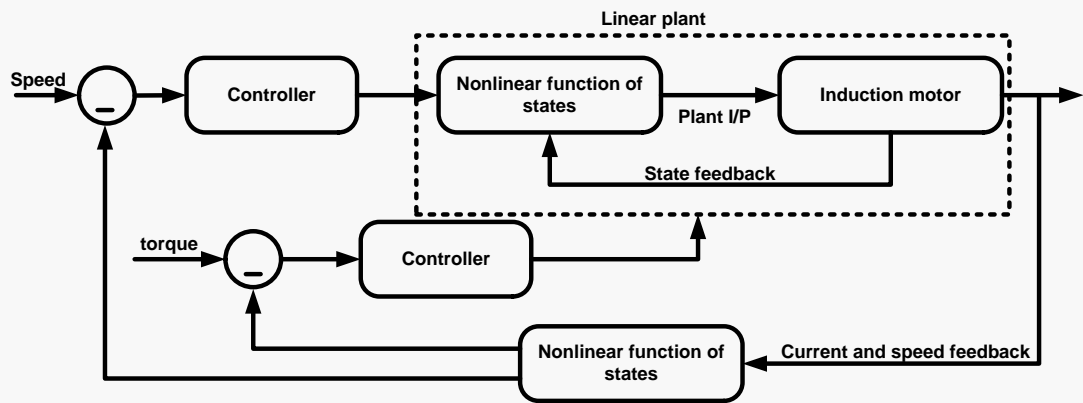 Linear plant
Speed
Controller
Nonlinear function of
states
Plant I/P
Induction motor
State feedback
torque
Controller
Nonlinear function of
states
Current and speed feedback